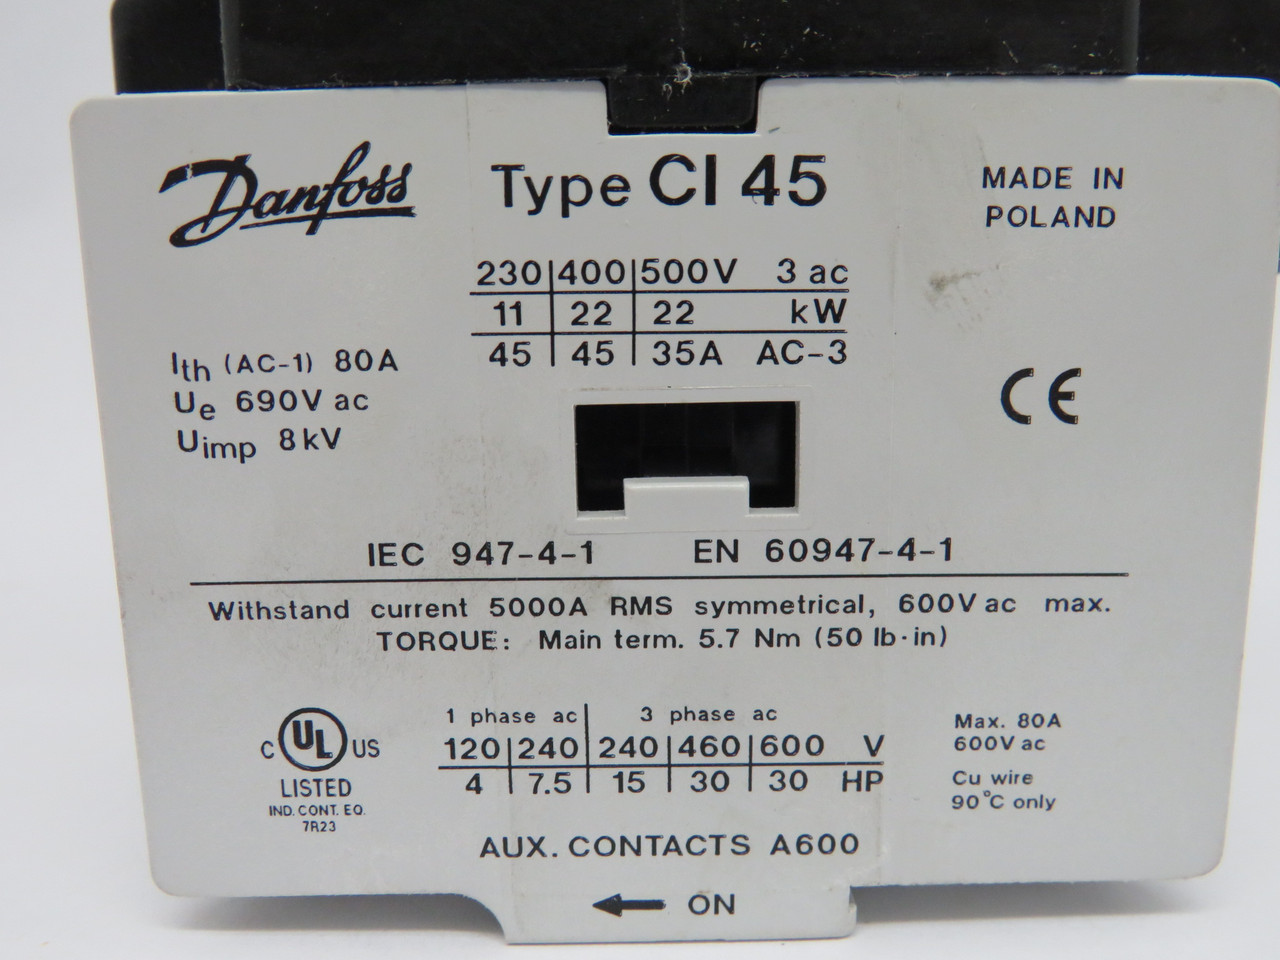 Danfoss
Type CI 45
MADE IN
POLAND
230|400|500V 3 ac
11 | 22 | 22 kW
45 | 45 | 35A AC-3
Ith (AC-1) 80A
Ue 690V ac
Uimp 8kV
CE
IEC 947-4-1 EN 60947-4-1
Withstand current 5000A RMS symmetrical, 600V ac max.
TORQUE: Main term. 5.7 Nm (50 lb·in)
C UL US
LISTED
IND. CONT. EQ.
7R23
1 phase ac | 3 phase ac
120|240|240|460|600 V
4 | 7.5 | 15 | 30 | 30 HP
Max. 80A
600V ac
Cu wire
90°C only
AUX. CONTACTS A600
← ON